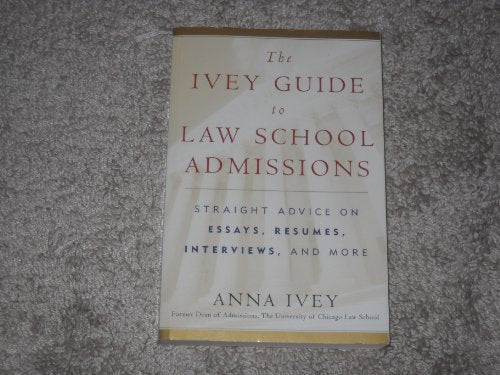 The
IVEY GUIDE
to
LAW SCHOOL
ADMISSIONS
STRAIGHT ADVICE ON
ESSAYS, RESUMES,
INTERVIEWS, AND MORE
ANNA IVEY
Former Dean of Admissions, The University of Chicago Law School